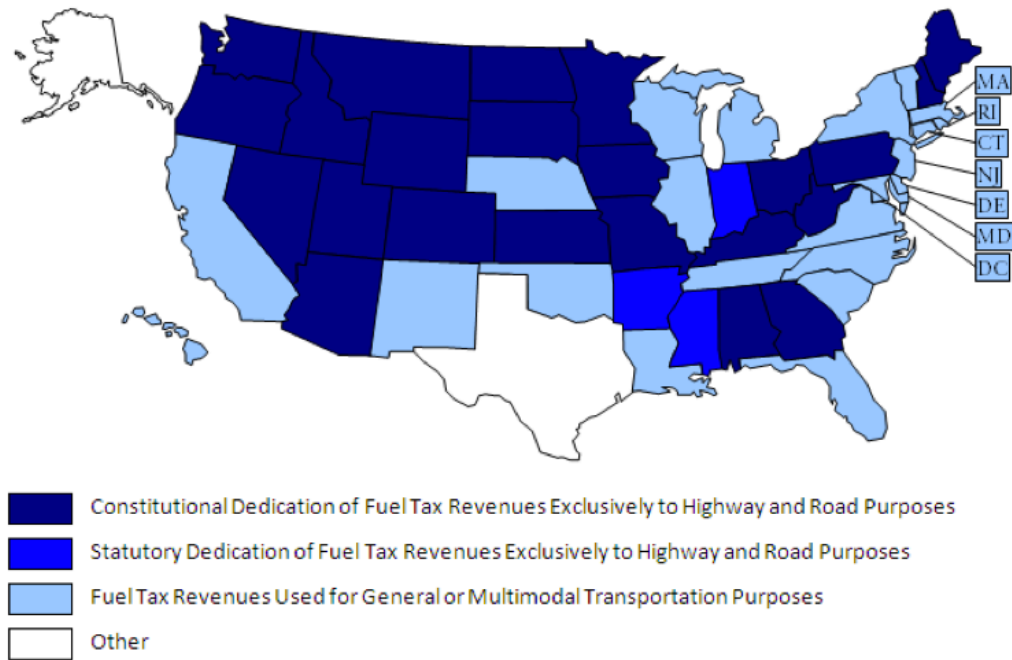 MA
RI
CT
NJ
DE
MD
DC
Constitutional Dedication of Fuel Tax Revenues Exclusively to Highway and Road Purposes
Statutory Dedication of Fuel Tax Revenues Exclusively to Highway and Road Purposes
Fuel Tax Revenues Used for General or Multimodal Transportation Purposes
Other